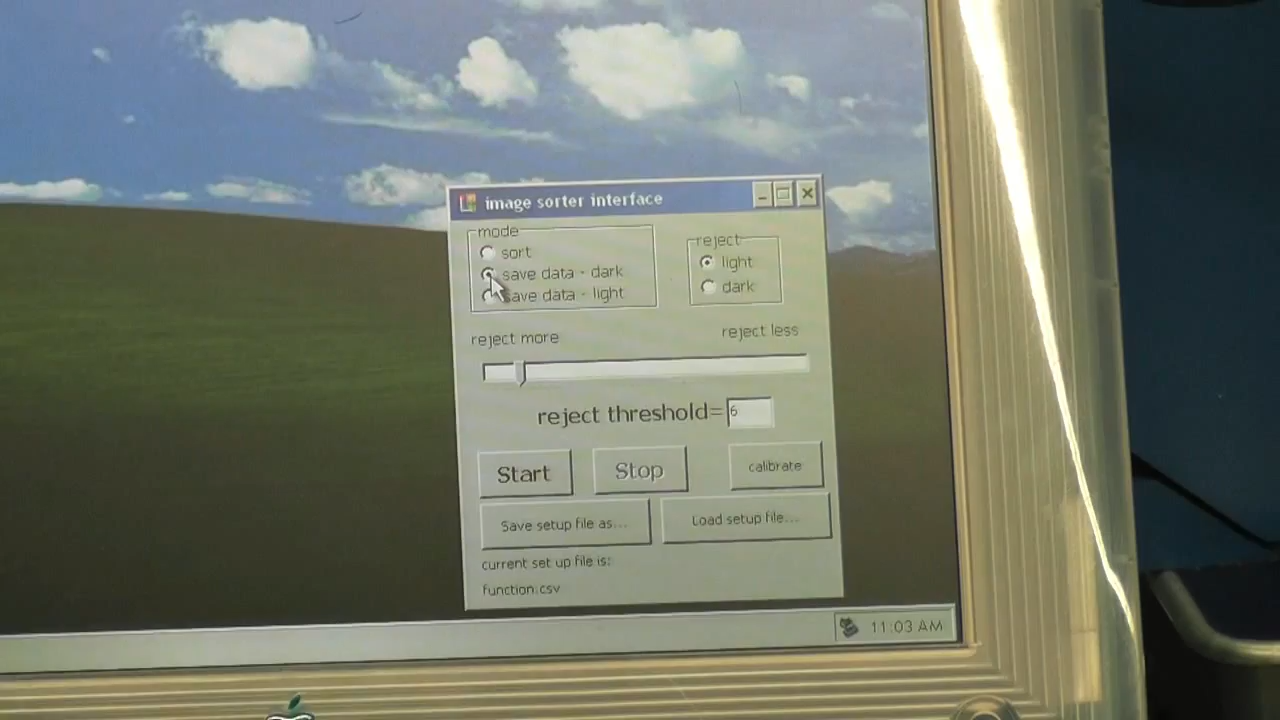 image sorter interface
mode
sort
save data - dark
save data - light
reject
light
dark
reject more
reject less
reject threshold= 6
Start
Stop
calibrate
Save setup file as...
Load setup file...
current set up file is:
function.csv
11:03 AM